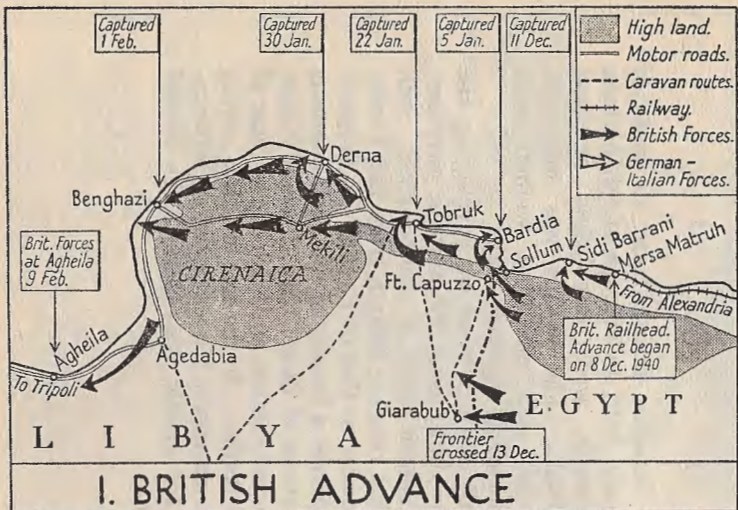 Captured
1 Feb.
Captured
30 Jan.
Captured
22 Jan.
Captured
5 Jan.
Captured
11 Dec.
High land.
Motor roads.
Caravan routes.
Railway.
British Forces.
German -
Italian Forces.
Derna
Benghazi
Tobruk
Bardia
Sollum
Sidi Barrani
Mersa Matruh
From Alexandria
Mekili
CIRENAICA
Ft. Capuzzo
Brit. Forces
at Agheila
9 Feb.
Brit. Railhead.
Advance began
on 8 Dec. 1940
Agheila
Agedabia
To Tripoli
Giarabub
EGYPT
LIBYA
Frontier
crossed 13 Dec.
I. BRITISH ADVANCE